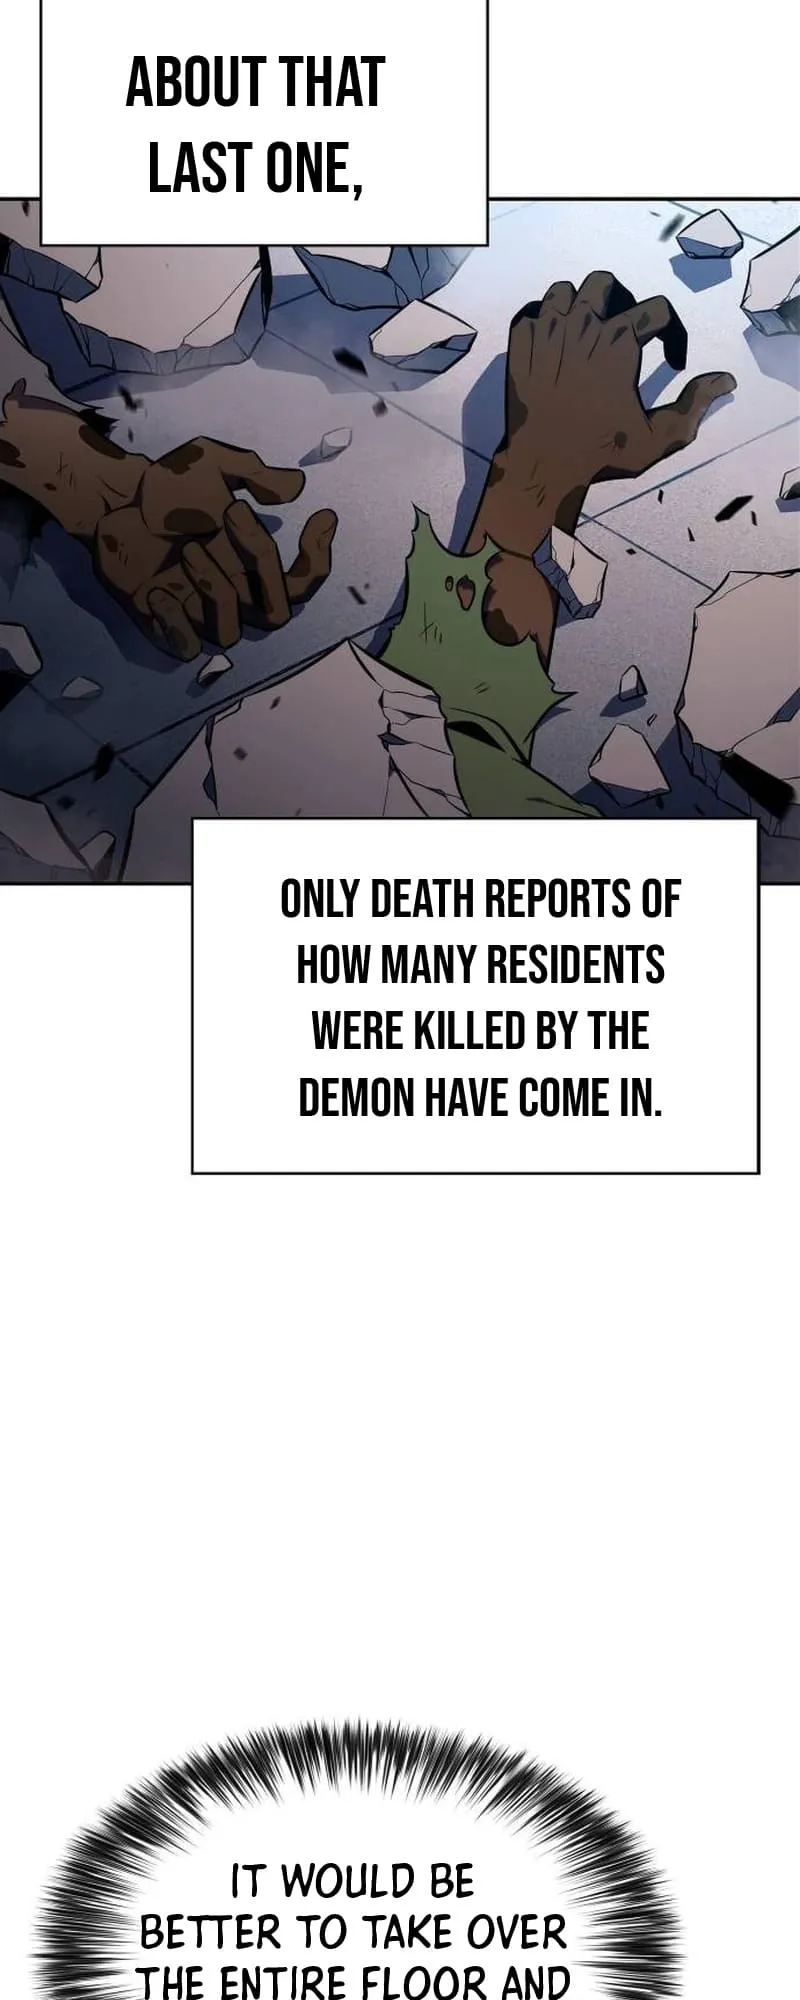 ABOUT THAT
LAST ONE,
ONLY DEATH REPORTS OF
HOW MANY RESIDENTS
WERE KILLED BY THE
DEMON HAVE COME IN.
IT WOULD BE
BETTER TO TAKE OVER
THE ENTIRE FLOOR AND